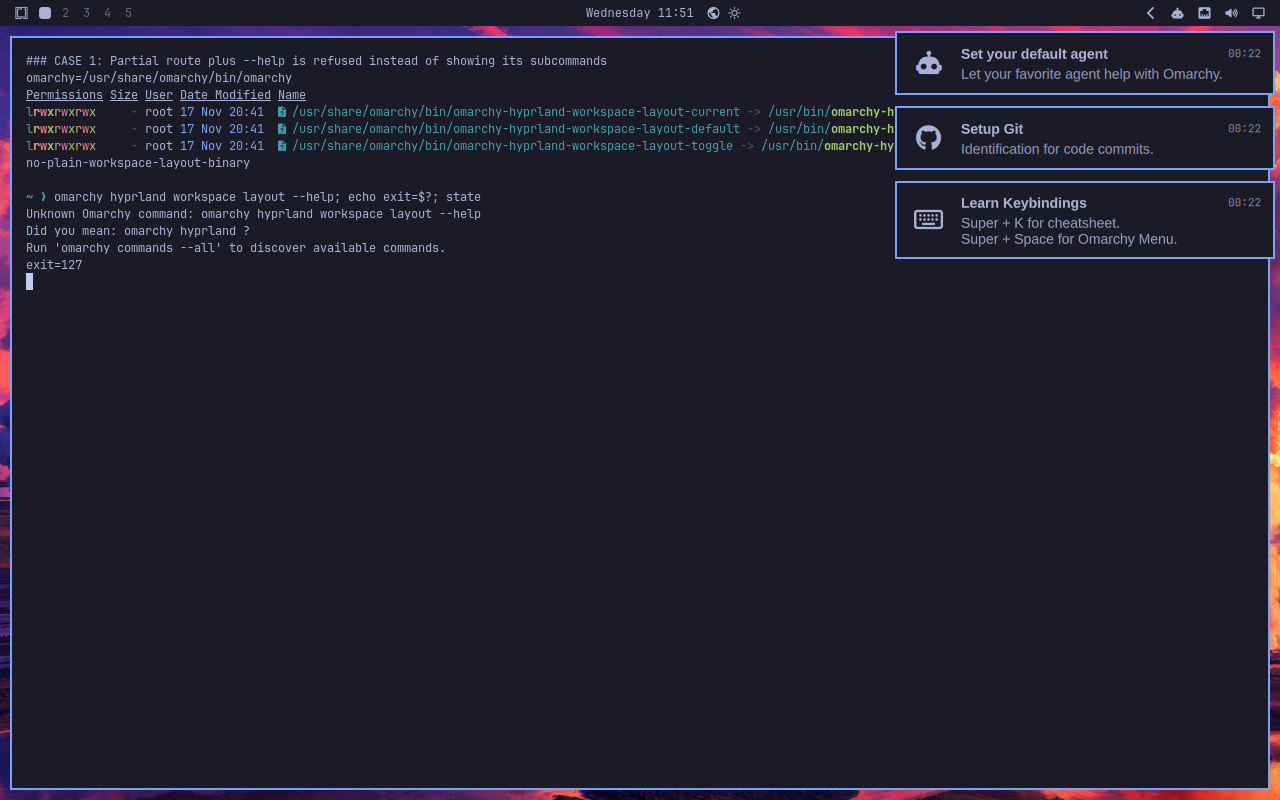 2 3 4 5
Wednesday 11:51
### CASE 1: Partial route plus --help is refused instead of showing its subcommands
omarchy=/usr/share/omarchy/bin/omarchy
Permissions Size User Date Modified Name
lrwxrwxrwx - root 17 Nov 20:41 /usr/share/omarchy/bin/omarchy-hyprland-workspace-layout-current -> /usr/bin/omarchy-h
lrwxrwxrwx - root 17 Nov 20:41 /usr/share/omarchy/bin/omarchy-hyprland-workspace-layout-default -> /usr/bin/omarchy-h
lrwxrwxrwx - root 17 Nov 20:41 /usr/share/omarchy/bin/omarchy-hyprland-workspace-layout-toggle -> /usr/bin/omarchy-hy
no-plain-workspace-layout-binary
~ ❯ omarchy hyprland workspace layout --help; echo exit=$?; state
Unknown Omarchy command: omarchy hyprland workspace layout --help
Did you mean: omarchy hyprland ?
Run 'omarchy commands --all' to discover available commands.
exit=127
Set your default agent 00:22
Let your favorite agent help with Omarchy.
Setup Git 00:22
Identification for code commits.
Learn Keybindings 00:22
Super + K for cheatsheet.
Super + Space for Omarchy Menu.